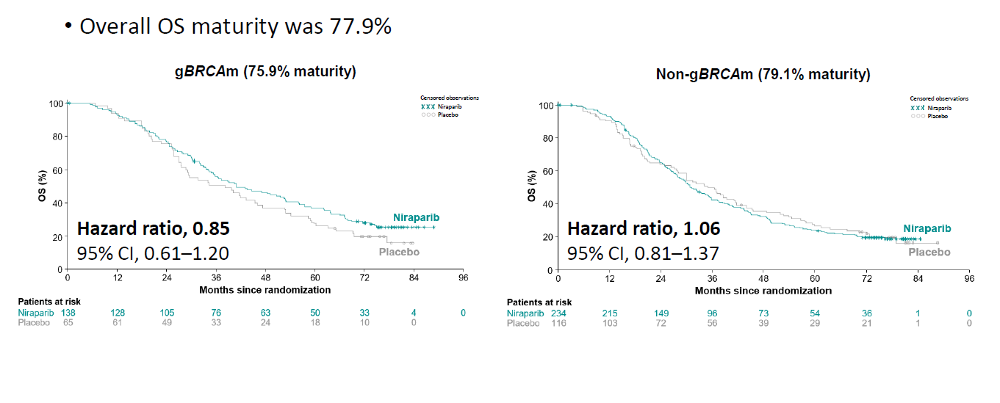 • Overall OS maturity was 77.9%
gBRCAm (75.9% maturity)
Censored observations
Niraparib
Placebo
100
80
60
40
20
0
OS (%)
Hazard ratio, 0.85
95% CI, 0.61–1.20
Niraparib
Placebo
0 12 24 36 48 60 72 84 96
Months since randomization
Patients at risk
Niraparib 138 128 105 76 63 50 33 4 0
Placebo 65 61 49 33 24 18 10 0
Non-gBRCAm (79.1% maturity)
Censored observations
Niraparib
Placebo
100
80
60
40
20
0
OS (%)
Hazard ratio, 1.06
95% CI, 0.81–1.37
Niraparib
Placebo
0 12 24 36 48 60 72 84 96
Months since randomization
Patients at risk
Niraparib 234 215 149 96 73 54 36 1 0
Placebo 116 103 72 56 39 29 21 1 0